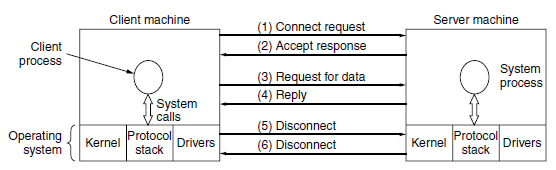 Client machine
Server machine
(1) Connect request
(2) Accept response
Client
process
(3) Request for data
System
process
(4) Reply
System
calls
(5) Disconnect
Operating
system
Kernel
Protocol
stack
Drivers
(6) Disconnect
Kernel
Protocol
stack
Drivers